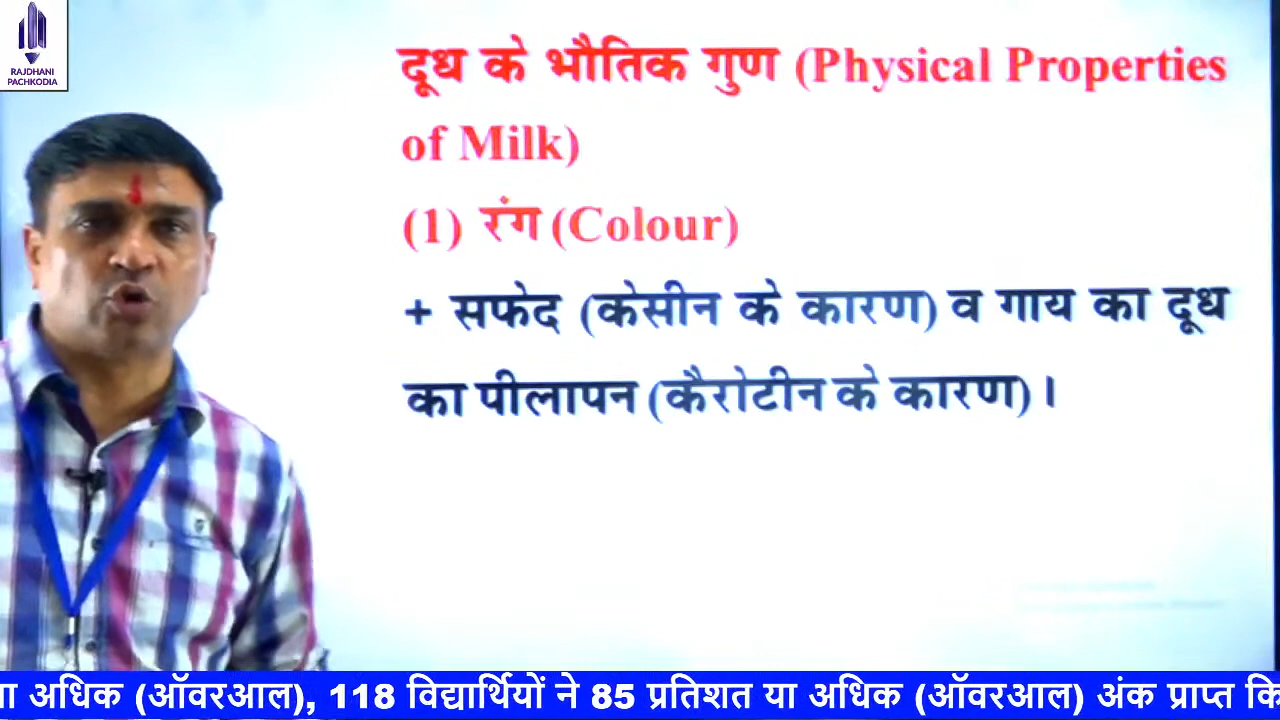 RAJDHANI
PACHKODIA
दूध के भौतिक गुण (Physical Properties
of Milk)
(1) रंग (Colour)
+ सफेद (केसीन के कारण) व गाय का दूध
का पीलापन (कैरोटीन के कारण)।
अधिक (ऑवरआल), 118 विद्यार्थियों ने 85 प्रतिशत या अधिक (ऑवरआल) अंक प्राप्त कि